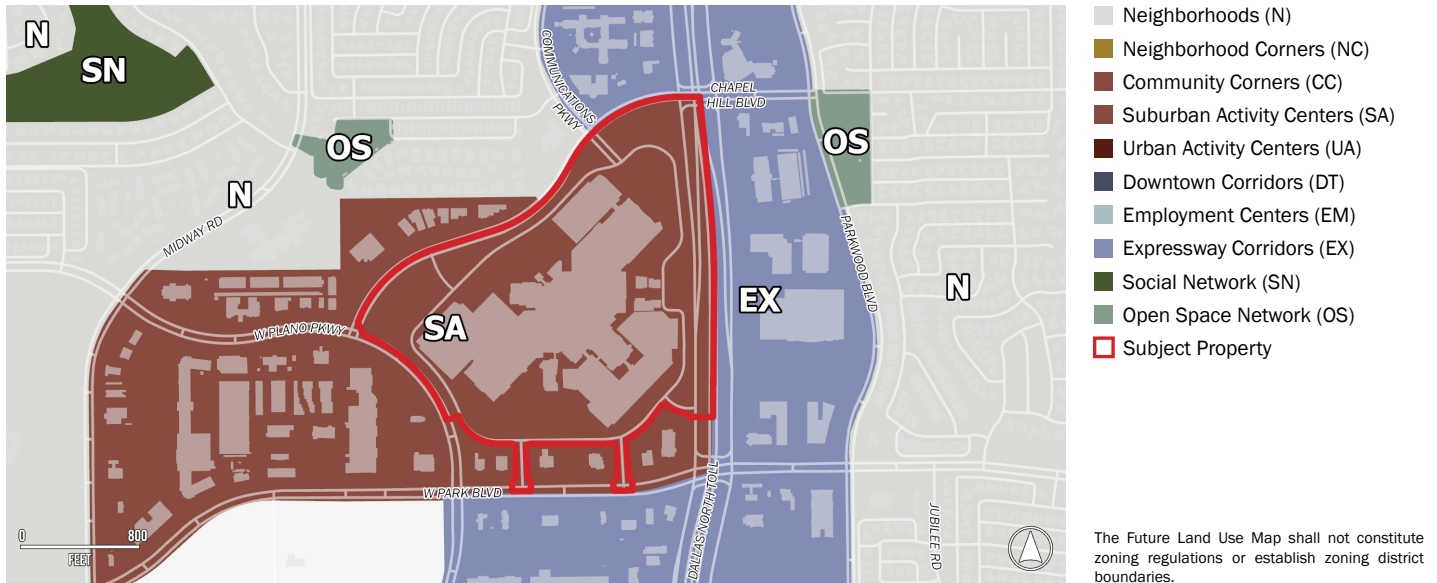 N
SN
OS
N
MIDWAY RD
COMMUNICATIONS
PKWY
CHAPEL
HILL BLVD
OS
PARKWOOD BLVD
N
EX
SA
W PLANO PKWY
W PARK BLVD
DALLAS NORTH TOLL
JUBILEE RD
0 800
FEET
Neighborhoods (N)
Neighborhood Corners (NC)
Community Corners (CC)
Suburban Activity Centers (SA)
Urban Activity Centers (UA)
Downtown Corridors (DT)
Employment Centers (EM)
Expressway Corridors (EX)
Social Network (SN)
Open Space Network (OS)
Subject Property
The Future Land Use Map shall not constitute
zoning regulations or establish zoning district
boundaries.